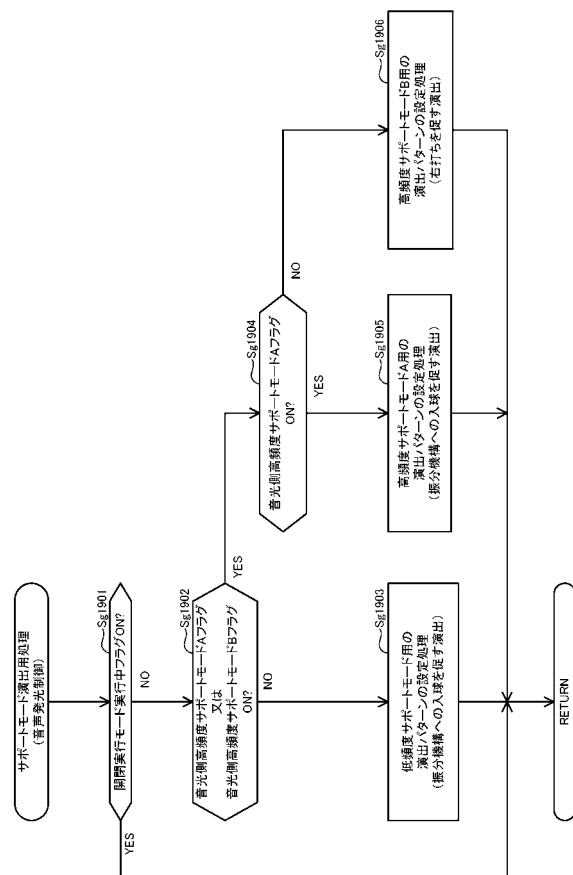 サポートモード演出用処理
(音声発光制御)
Sg1901
開閉実行モード実行中フラグON?
YES
NO
Sg1902
音光側高頻度サポートモードAフラグ
又は
音光側高頻度サポートモードBフラグ
ON?
YES
NO
Sg1904
音光側高頻度サポートモードAフラグ
ON?
NO
YES
Sg1903
低頻度サポートモード用の
演出パターンの設定処理
(振分機構への入球を促す演出)
Sg1905
高頻度サポートモードA用の
演出パターンの設定処理
(振分機構への入球を促す演出)
Sg1906
高頻度サポートモードB用の
演出パターンの設定処理
(右打ちを促す演出)
RETURN